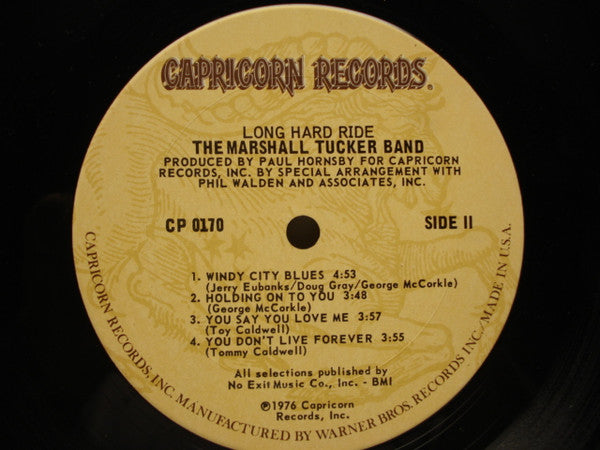 CAPRICORN RECORDS®
LONG HARD RIDE
THE MARSHALL TUCKER BAND
PRODUCED BY PAUL HORNSBY FOR CAPRICORN
RECORDS, INC. BY SPECIAL ARRANGEMENT WITH
PHIL WALDEN AND ASSOCIATES, INC.
CP 0170 SIDE II
1. WINDY CITY BLUES 4:53
(Jerry Eubanks/Doug Gray/George McCorkle)
2. HOLDING ON TO YOU 3:48
(George McCorkle)
3. YOU SAY YOU LOVE ME 3:57
(Toy Caldwell)
4. YOU DON'T LIVE FOREVER 3:55
(Tommy Caldwell)
All selections published by
No Exit Music Co., Inc. - BMI
℗1976 Capricorn
Records, Inc.
CAPRICORN RECORDS, INC. MANUFACTURED BY WARNER BROS. RECORDS INC./MADE IN U.S.A.